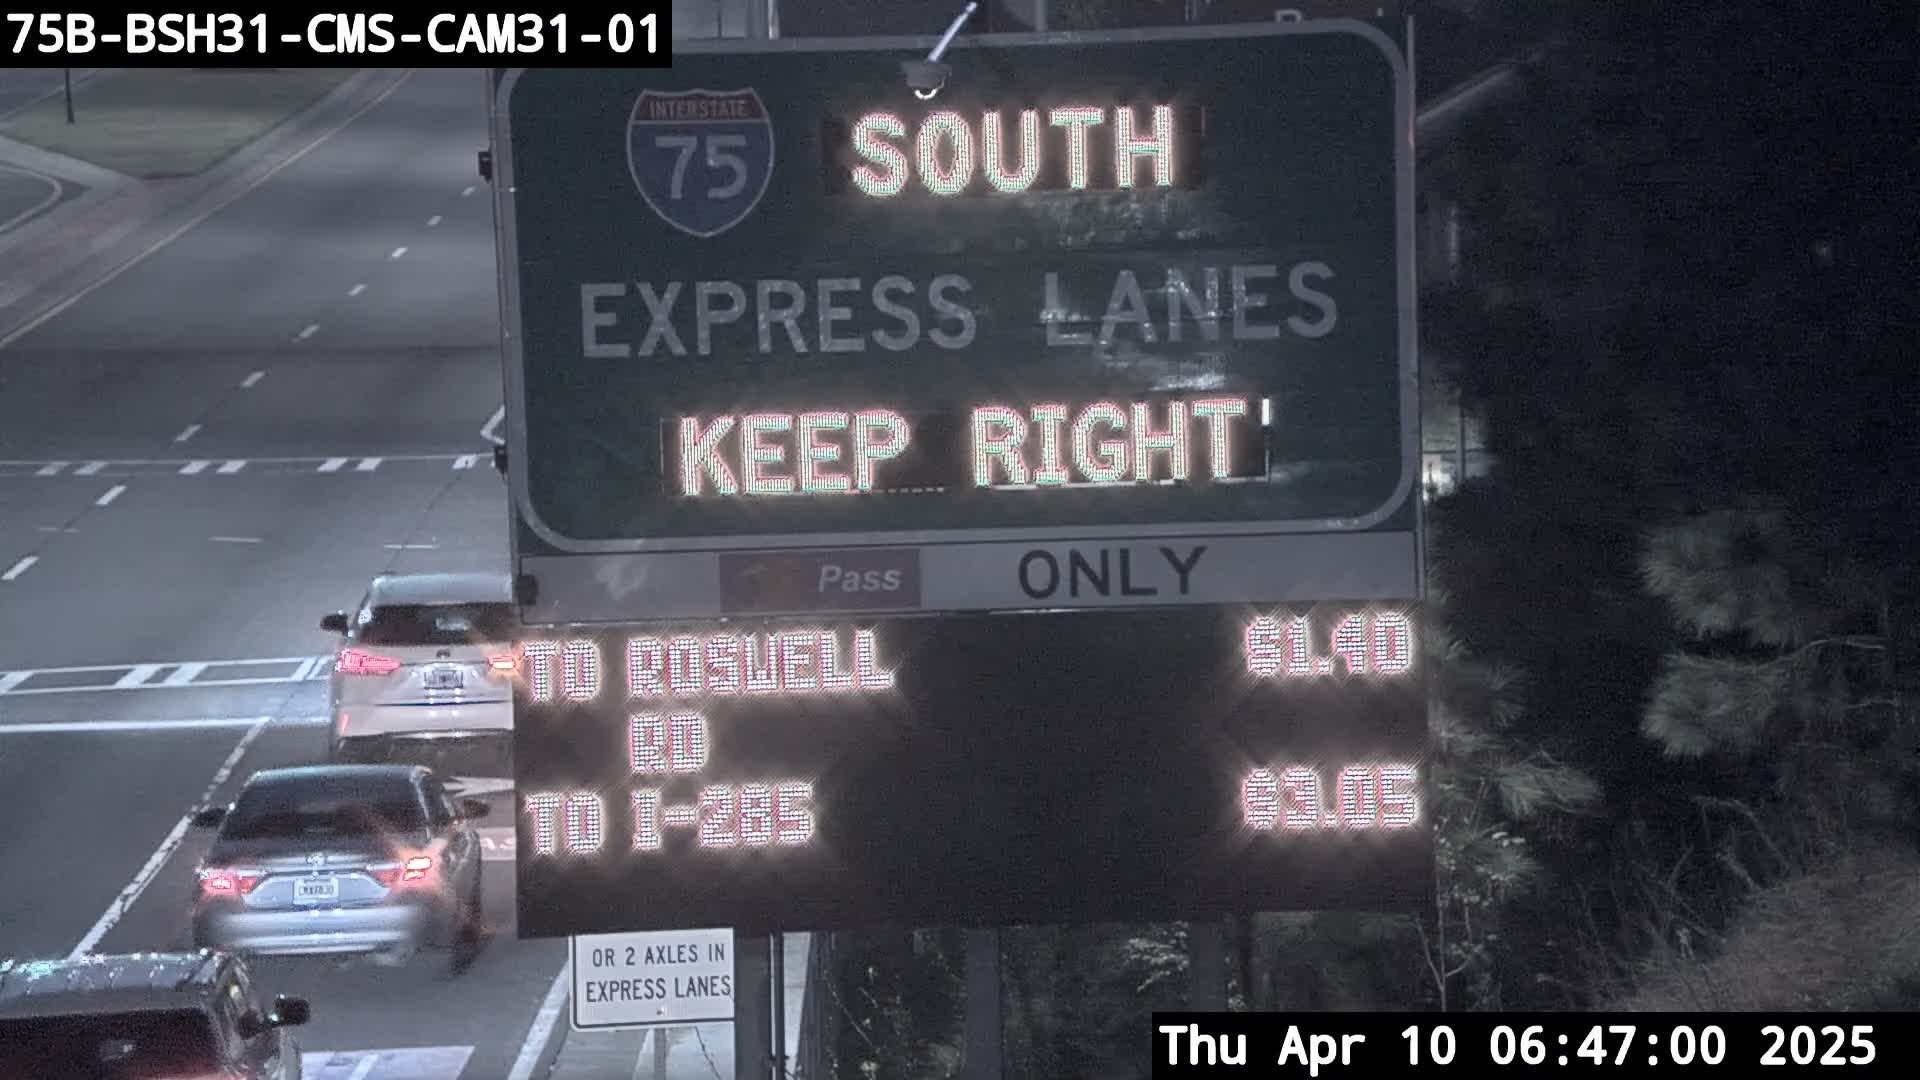 75B-BSH31-CMS-CAM31-01
INTERSTATE
75
SOUTH
EXPRESS LANES
KEEP RIGHT
Pass ONLY
TO ROSWELL $1.40
RD
TO I-285 $3.05
OR 2 AXLES IN
EXPRESS LANES
Thu Apr 10 06:47:00 2025